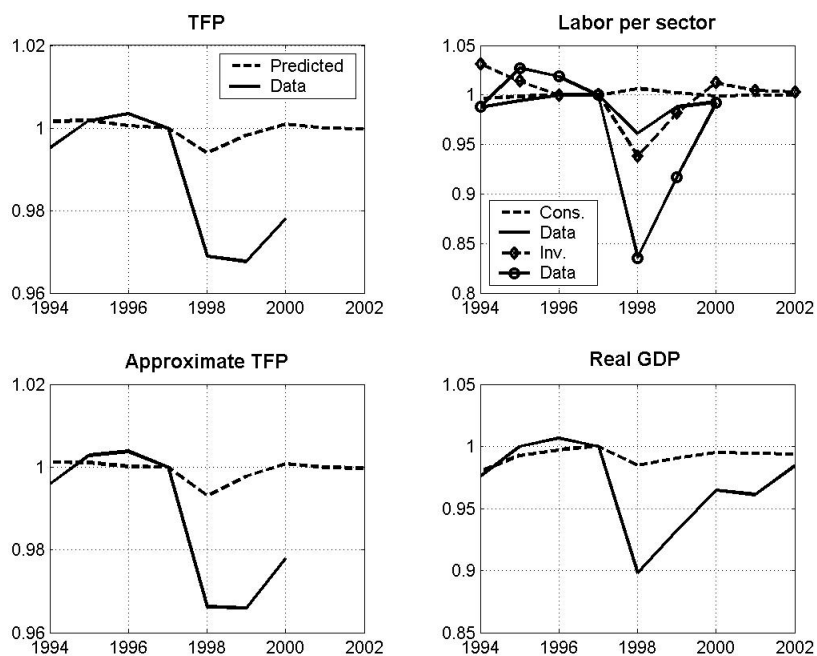 TFP
1.02
1
0.98
0.96
1994 1996 1998 2000 2002
Predicted
Data
Labor per sector
1.05
1
0.95
0.9
0.85
0.8
1994 1996 1998 2000 2002
Cons.
Data
Inv.
Data
Approximate TFP
1.02
1
0.98
0.96
1994 1996 1998 2000 2002
Real GDP
1.05
1
0.95
0.9
0.85
1994 1996 1998 2000 2002